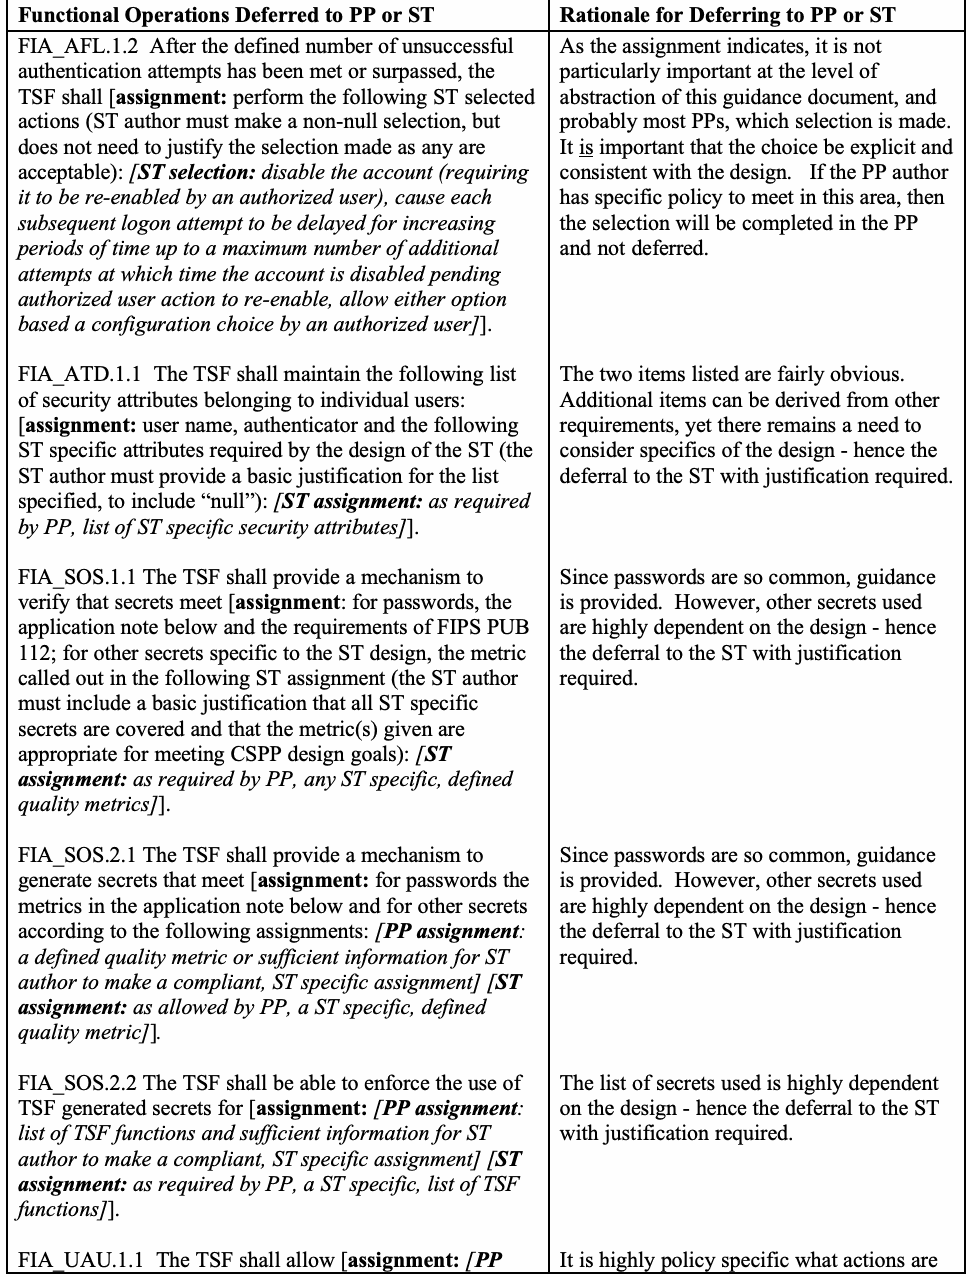 Functional Operations Deferred to PP or ST
Rationale for Deferring to PP or ST
FIA_AFL.1.2  After the defined number of unsuccessful
authentication attempts has been met or surpassed, the
TSF shall [assignment: perform the following ST selected
actions (ST author must make a non-null selection, but
does not need to justify the selection made as any are
acceptable): [ST selection: disable the account (requiring
it to be re-enabled by an authorized user), cause each
subsequent logon attempt to be delayed for increasing
periods of time up to a maximum number of additional
attempts at which time the account is disabled pending
authorized user action to re-enable, allow either option
based a configuration choice by an authorized user]].
As the assignment indicates, it is not
particularly important at the level of
abstraction of this guidance document, and
probably most PPs, which selection is made.
It is important that the choice be explicit and
consistent with the design.   If the PP author
has specific policy to meet in this area, then
the selection will be completed in the PP
and not deferred.
FIA_ATD.1.1  The TSF shall maintain the following list
of security attributes belonging to individual users:
[assignment: user name, authenticator and the following
ST specific attributes required by the design of the ST (the
ST author must provide a basic justification for the list
specified, to include “null”): [ST assignment: as required
by PP, list of ST specific security attributes]].
The two items listed are fairly obvious.
Additional items can be derived from other
requirements, yet there remains a need to
consider specifics of the design - hence the
deferral to the ST with justification required.
FIA_SOS.1.1 The TSF shall provide a mechanism to
verify that secrets meet [assignment: for passwords, the
application note below and the requirements of FIPS PUB
112; for other secrets specific to the ST design, the metric
called out in the following ST assignment (the ST author
must include a basic justification that all ST specific
secrets are covered and that the metric(s) given are
appropriate for meeting CSPP design goals): [ST
assignment: as required by PP, any ST specific, defined
quality metrics]].
Since passwords are so common, guidance
is provided.  However, other secrets used
are highly dependent on the design - hence
the deferral to the ST with justification
required.
FIA_SOS.2.1 The TSF shall provide a mechanism to
generate secrets that meet [assignment: for passwords the
metrics in the application note below and for other secrets
according to the following assignments: [PP assignment:
a defined quality metric or sufficient information for ST
author to make a compliant, ST specific assignment] [ST
assignment: as allowed by PP, a ST specific, defined
quality metric]].
Since passwords are so common, guidance
is provided.  However, other secrets used
are highly dependent on the design - hence
the deferral to the ST with justification
required.
FIA_SOS.2.2 The TSF shall be able to enforce the use of
TSF generated secrets for [assignment: [PP assignment:
list of TSF functions and sufficient information for ST
author to make a compliant, ST specific assignment] [ST
assignment: as required by PP, a ST specific, list of TSF
functions]].
The list of secrets used is highly dependent
on the design - hence the deferral to the ST
with justification required.
FIA_UAU.1.1  The TSF shall allow [assignment: [PP
It is highly policy specific what actions are